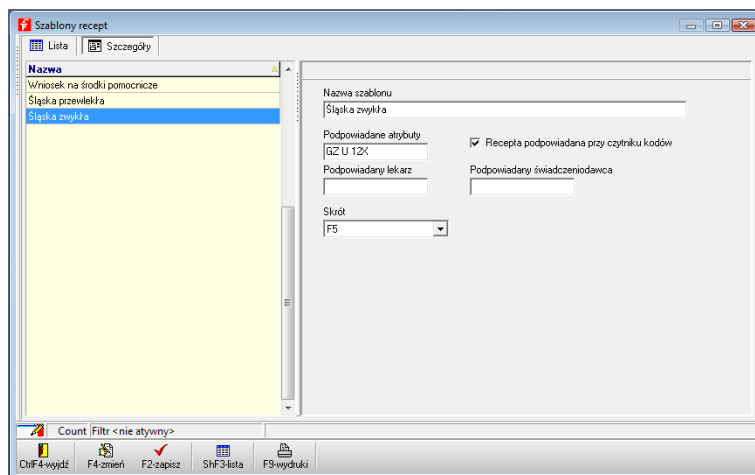 Szablony recept
Lista Szczegóły
Nazwa
Wniosek na środki pomocnicze
Śląska przewlekła
Śląska zwykła
Nazwa szablonu
Śląska zwykła
Podpowiadane atrybuty
GZ U 12X
Recepta podpowiadana przy czytniku kodów
Podpowiadany lekarz
Podpowiadany świadczeniodawca
Skrót
F5
Count Filtr <nie atywny>
CtrlF4-wyjdź F4-zmień F2-zapisz ShF3-lista F9-wydruki